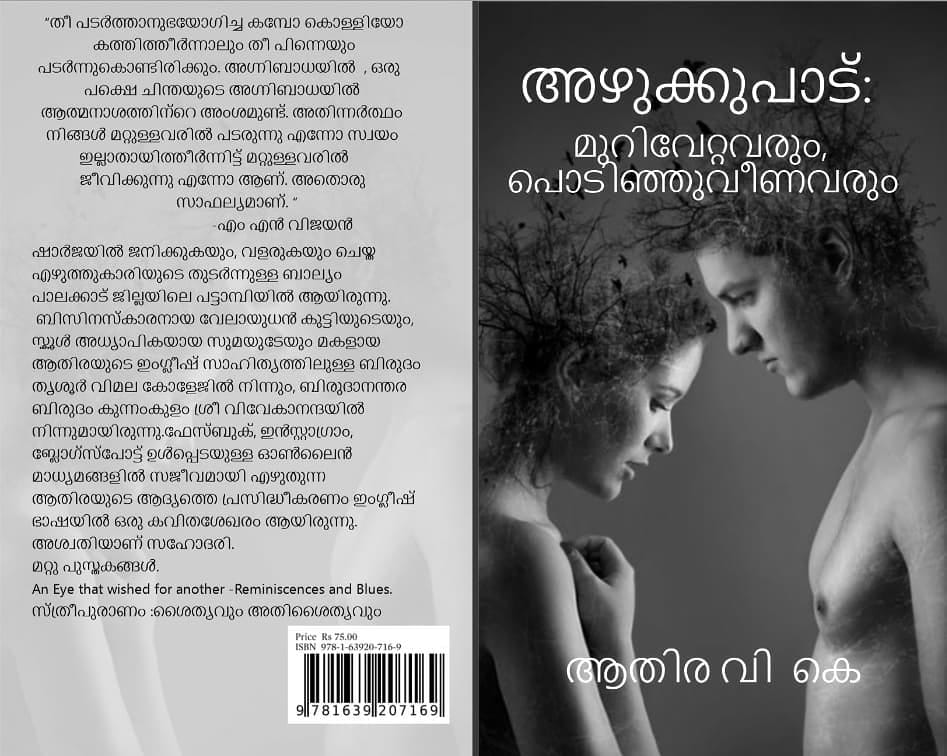 “തീ പടർത്താനുഭയോഗിച്ച കമ്പോ കൊള്ളിയോ
കത്തിത്തീർന്നാലും തീ പിന്നെയും
പടർന്നുകൊണ്ടിരിക്കും. അഗ്നിബാധയിൽ , ഒരു
പക്ഷെ ചിന്തയുടെ അഗ്നിബാധയിൽ
ആത്മനാശത്തിന്റെ അംശമുണ്ട്. അതിന്നർത്ഥം
നിങ്ങൾ മറ്റുള്ളവരിൽ പടരുന്നു എന്നോ സ്വയം
ഇല്ലാതായിത്തീർന്നിട്ട് മറ്റുള്ളവരിൽ
ജീവിക്കുന്നു എന്നോ ആണ്. അതൊരു
സാഫല്യമാണ്. ”
-എം എൻ വിജയൻ
ഷാർജയിൽ ജനിക്കുകയും, വളരുകയും ചെയ്ത
എഴുത്തുകാരിയുടെ തുടർന്നുള്ള ബാല്യം
പാലക്കാട് ജില്ലയിലെ പട്ടാമ്പിയിൽ ആയിരുന്നു.
ബിസിനസ്കാരനായ വേലായുധൻ കുട്ടിയുടെയും,
സ്കൂൾ അധ്യാപികയായ സുമയുടേയും മകളായ
ആതിരയുടെ ഇംഗ്ലീഷ് സാഹിത്യത്തിലുള്ള ബിരുദം
തൃശൂർ വിമല കോളേജിൽ നിന്നും, ബിരുദാനന്തര
ബിരുദം കുന്നംകുളം ശ്രീ വിവേകാനന്ദയിൽ
നിന്നുമായിരുന്നു.ഫേസ്ബുക്, ഇൻസ്റ്റാഗ്രാം,
ബ്ലോഗ്സ്പോട്ട് ഉൾപ്പെടയുള്ള ഓൺലൈൻ
മാധ്യമങ്ങളിൽ സജീവമായി എഴുതുന്ന
ആതിരയുടെ ആദ്യത്തെ പ്രസിദ്ധീകരണം ഇംഗ്ലീഷ്
ഭാഷയിൽ ഒരു കവിതശേഖരം ആയിരുന്നു.
അശ്വതിയാണ് സഹോദരി.
മറ്റു പുസ്തകങ്ങൾ.
An Eye that wished for another -Reminiscences and Blues.
സ്ത്രീപുരാണം :ശൈത്യവും അതിശൈത്യവും
Price Rs 75.00
ISBN 978-1-63920-716-9
9 781639 207169
അഴുക്കുപാട്:
മുറിവേറ്റവരും,
പൊടിഞ്ഞുവീണവരും
ആതിര വി കെ